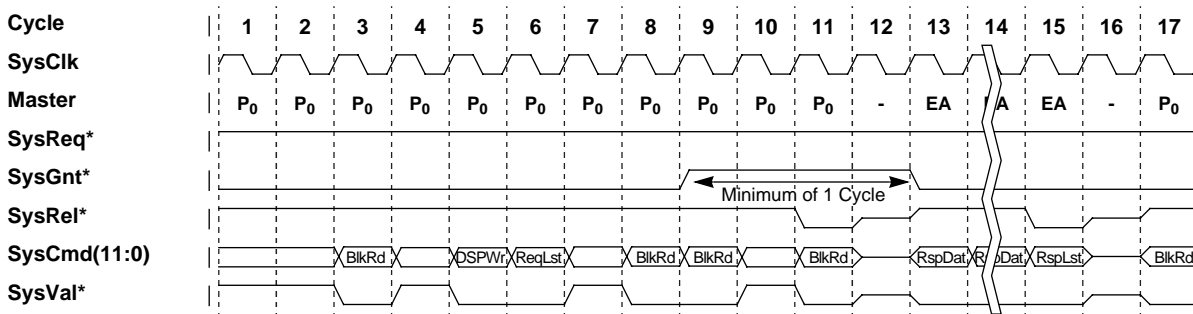 Cycle 1 2 3 4 5 6 7 8 9 10 11 12 13 14 15 16 17
SysClk
Master P0 P0 P0 P0 P0 P0 P0 P0 P0 P0 P0 - EA EA - P0
SysReq*
SysGnt*
Minimum of 1 Cycle
SysRel*
SysCmd(11:0) BlkRd DSPWr ReqLst BlkRd BlkRd BlkRd RspDat RspLst BlkRd
SysVal*